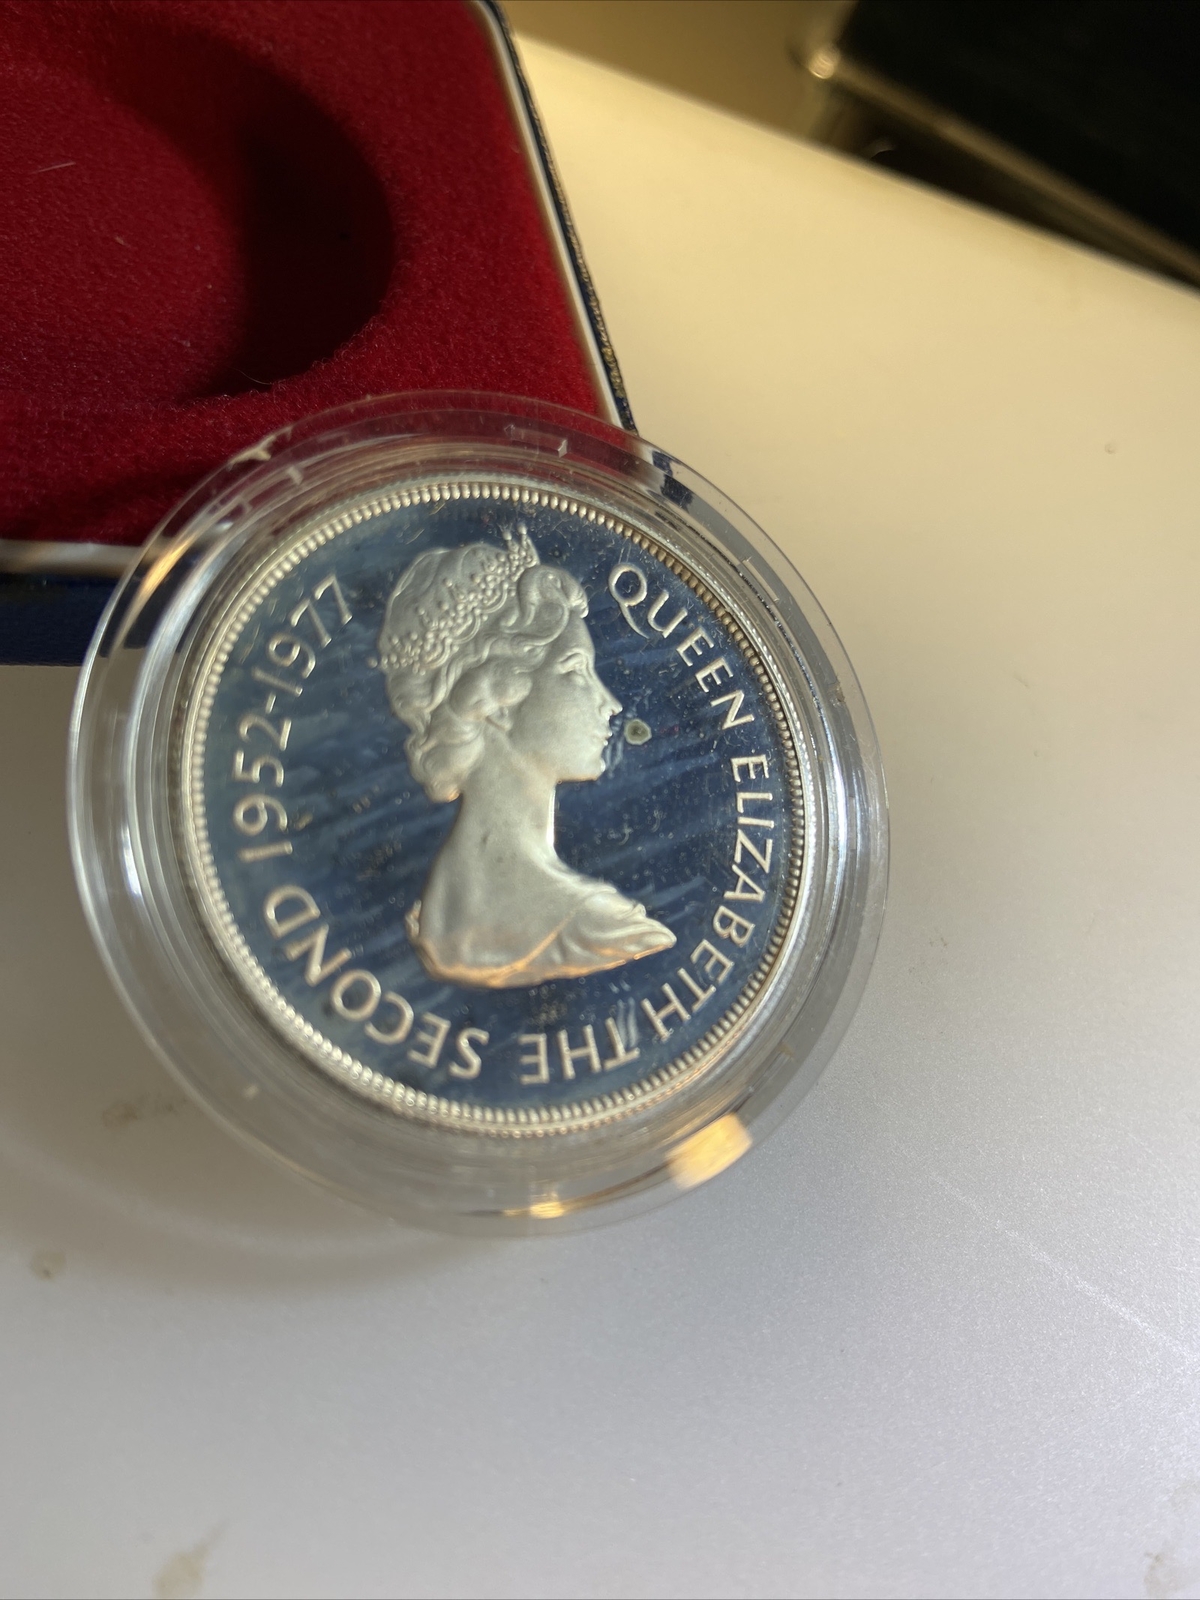 QUEEN ELIZABETH THE SECOND 1952-1977